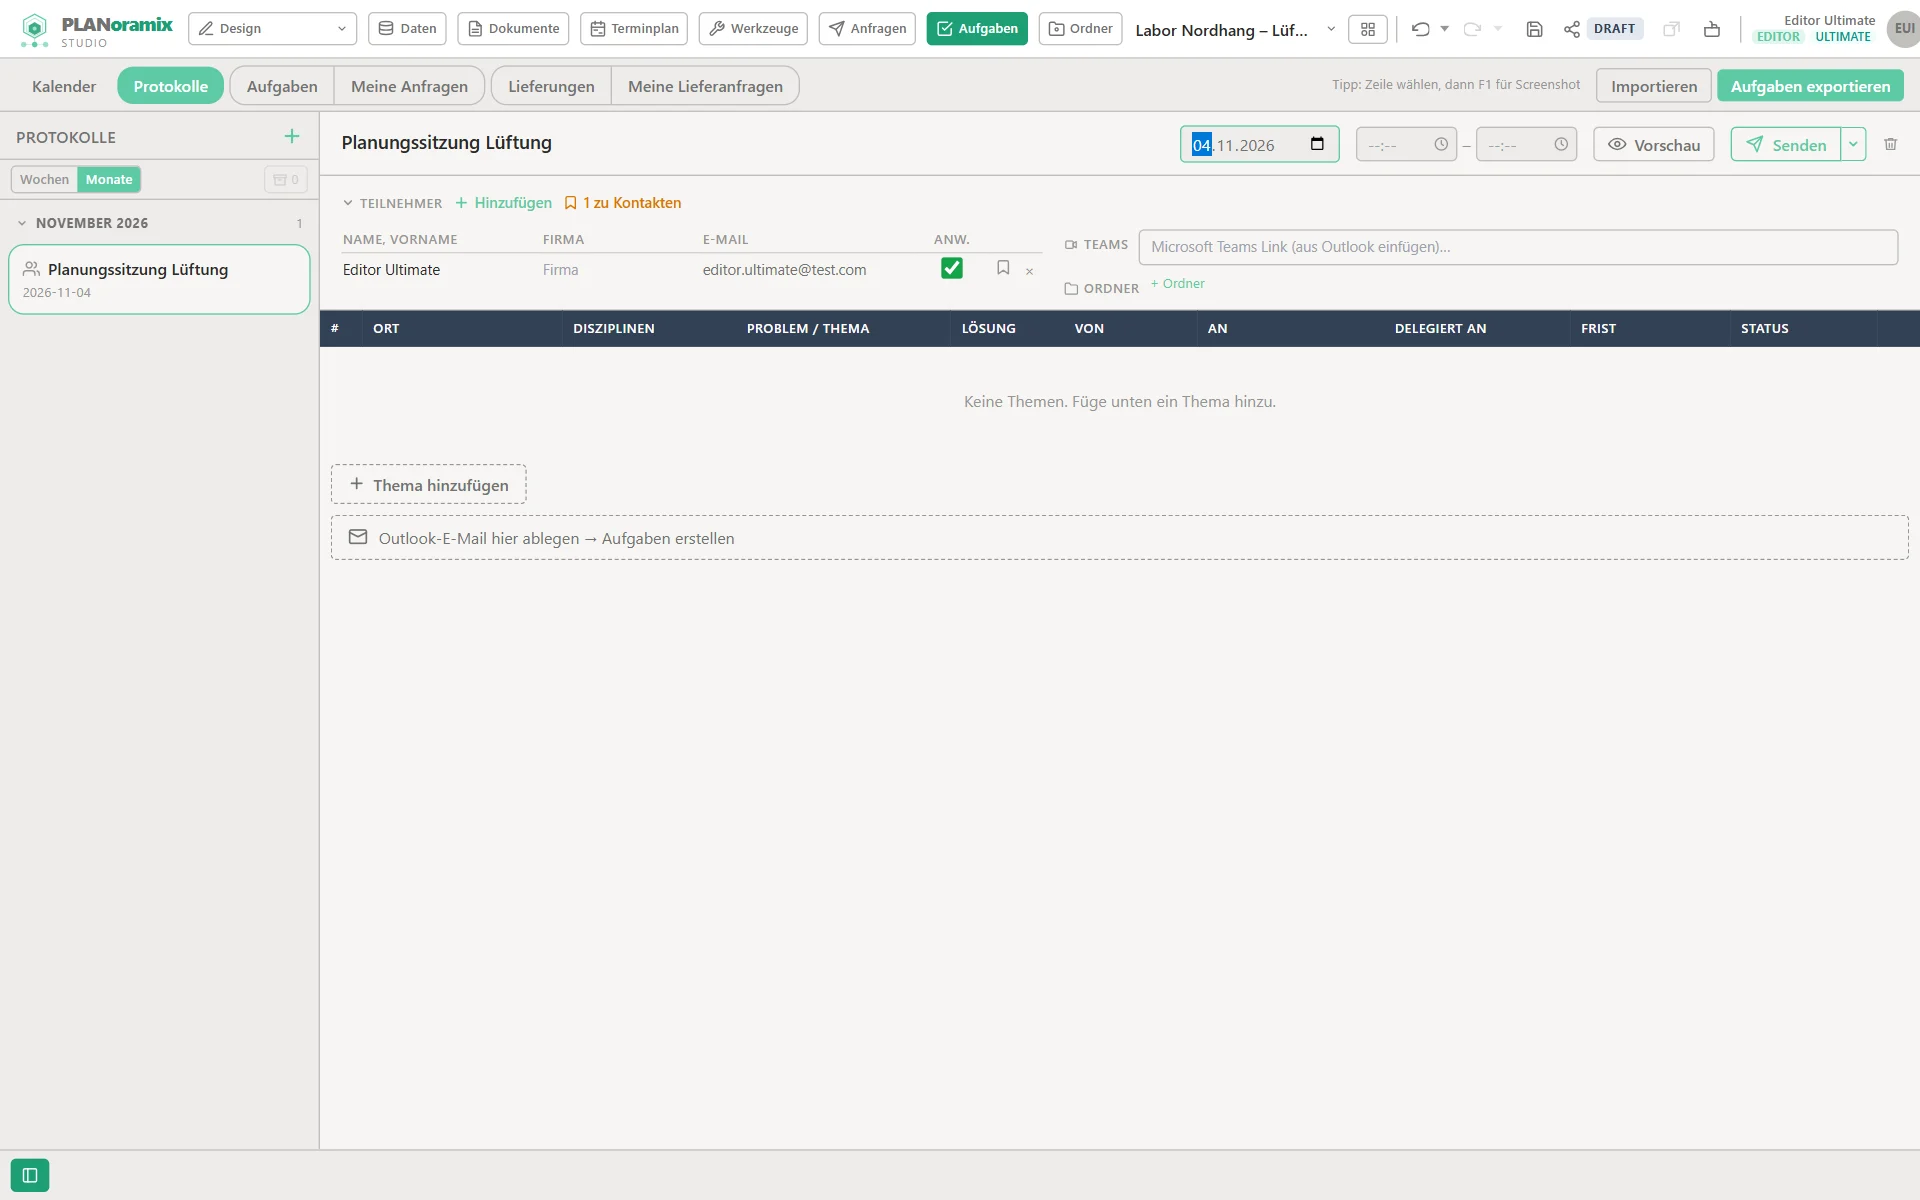 PLANoramix
STUDIO
Design
Daten
Dokumente
Terminplan
Werkzeuge
Anfragen
Aufgaben
Ordner
Labor Nordhang – Lüf...
DRAFT
Editor Ultimate
EDITOR ULTIMATE
EUI
Kalender
Protokolle
Aufgaben
Meine Anfragen
Lieferungen
Meine Lieferanfragen
Tipp: Zeile wählen, dann F1 für Screenshot
Importieren
Aufgaben exportieren
PROTOKOLLE
Wochen
Monate
0
NOVEMBER 2026
1
Planungssitzung Lüftung
2026-11-04
Planungssitzung Lüftung
04.11.2026
--:--
–
--:--
Vorschau
Senden
TEILNEHMER
+ Hinzufügen
1 zu Kontakten
NAME, VORNAME
FIRMA
E-MAIL
ANW.
Editor Ultimate
Firma
editor.ultimate@test.com
×
TEAMS
Microsoft Teams Link (aus Outlook einfügen)...
ORDNER
+ Ordner
#
ORT
DISZIPLINEN
PROBLEM / THEMA
LÖSUNG
VON
AN
DELEGIERT AN
FRIST
STATUS
Keine Themen. Füge unten ein Thema hinzu.
+ Thema hinzufügen
Outlook-E-Mail hier ablegen → Aufgaben erstellen